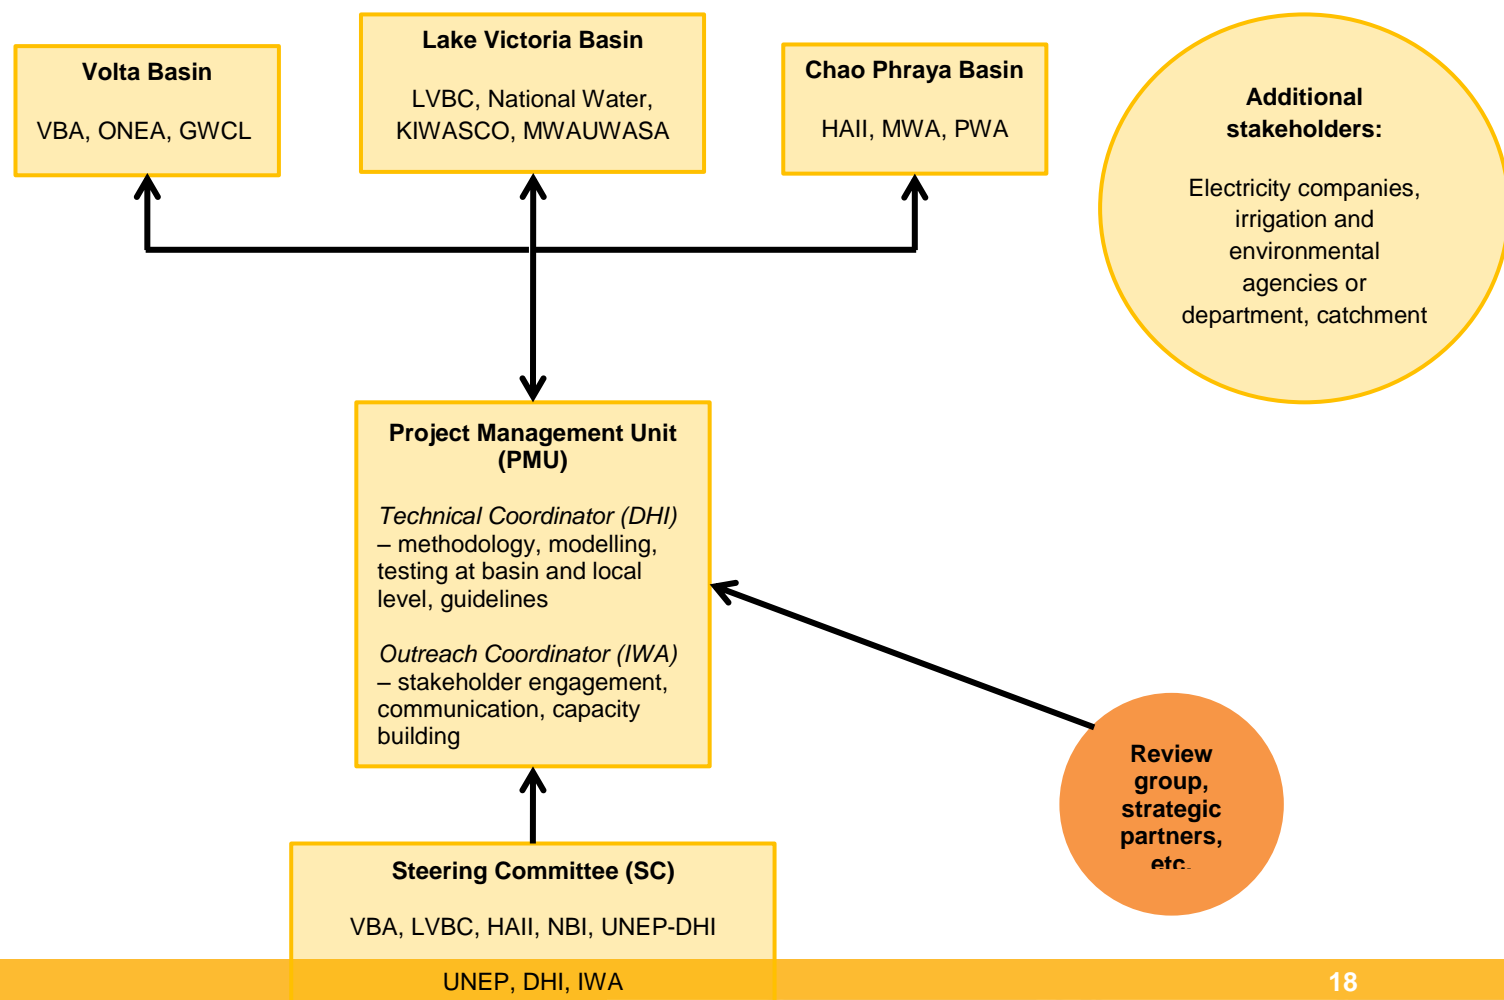 Volta Basin
VBA, ONEA, GWCL
Lake Victoria Basin
LVBC, National Water,
KIWASCO, MWAUWASA
Chao Phraya Basin
HAII, MWA, PWA
Additional
stakeholders:
Electricity companies,
irrigation and
environmental
agencies or
department, catchment
Project Management Unit
(PMU)
Technical Coordinator (DHI)
– methodology, modelling,
testing at basin and local
level, guidelines
Outreach Coordinator (IWA)
– stakeholder engagement,
communication, capacity
building
Review
group,
strategic
partners,
etc.
Steering Committee (SC)
VBA, LVBC, HAII, NBI, UNEP-DHI
UNEP, DHI, IWA
18